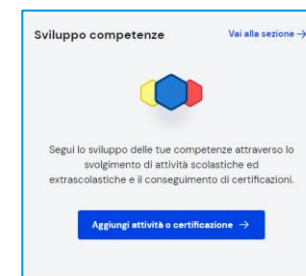 Sviluppo competenze
Vai alla sezione →
Segui lo sviluppo delle tue competenze attraverso lo
svolgimento di attività scolastiche ed
extrascolastiche e il conseguimento di certificazioni.
Aggiungi attività o certificazione →